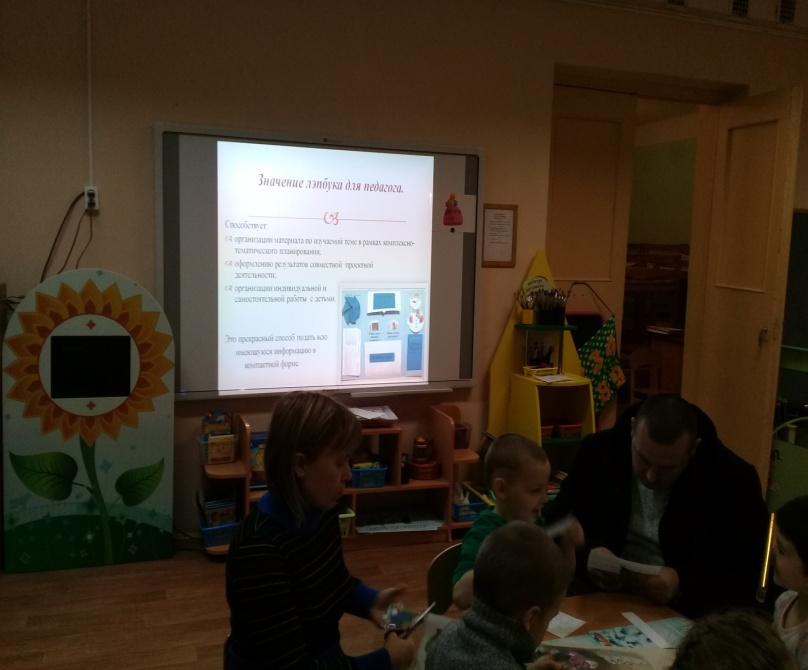 Значение лэпбука для педагога.
Способствует:
организации материала по изучаемой теме в рамках комплексно-
тематического планирования;
оформлению результатов совместной проектной
деятельности;
организации индивидуальной и
самостоятельной работы с детьми.
Это прекрасный способ подать всю
имеющуюся информацию в
компактной форме